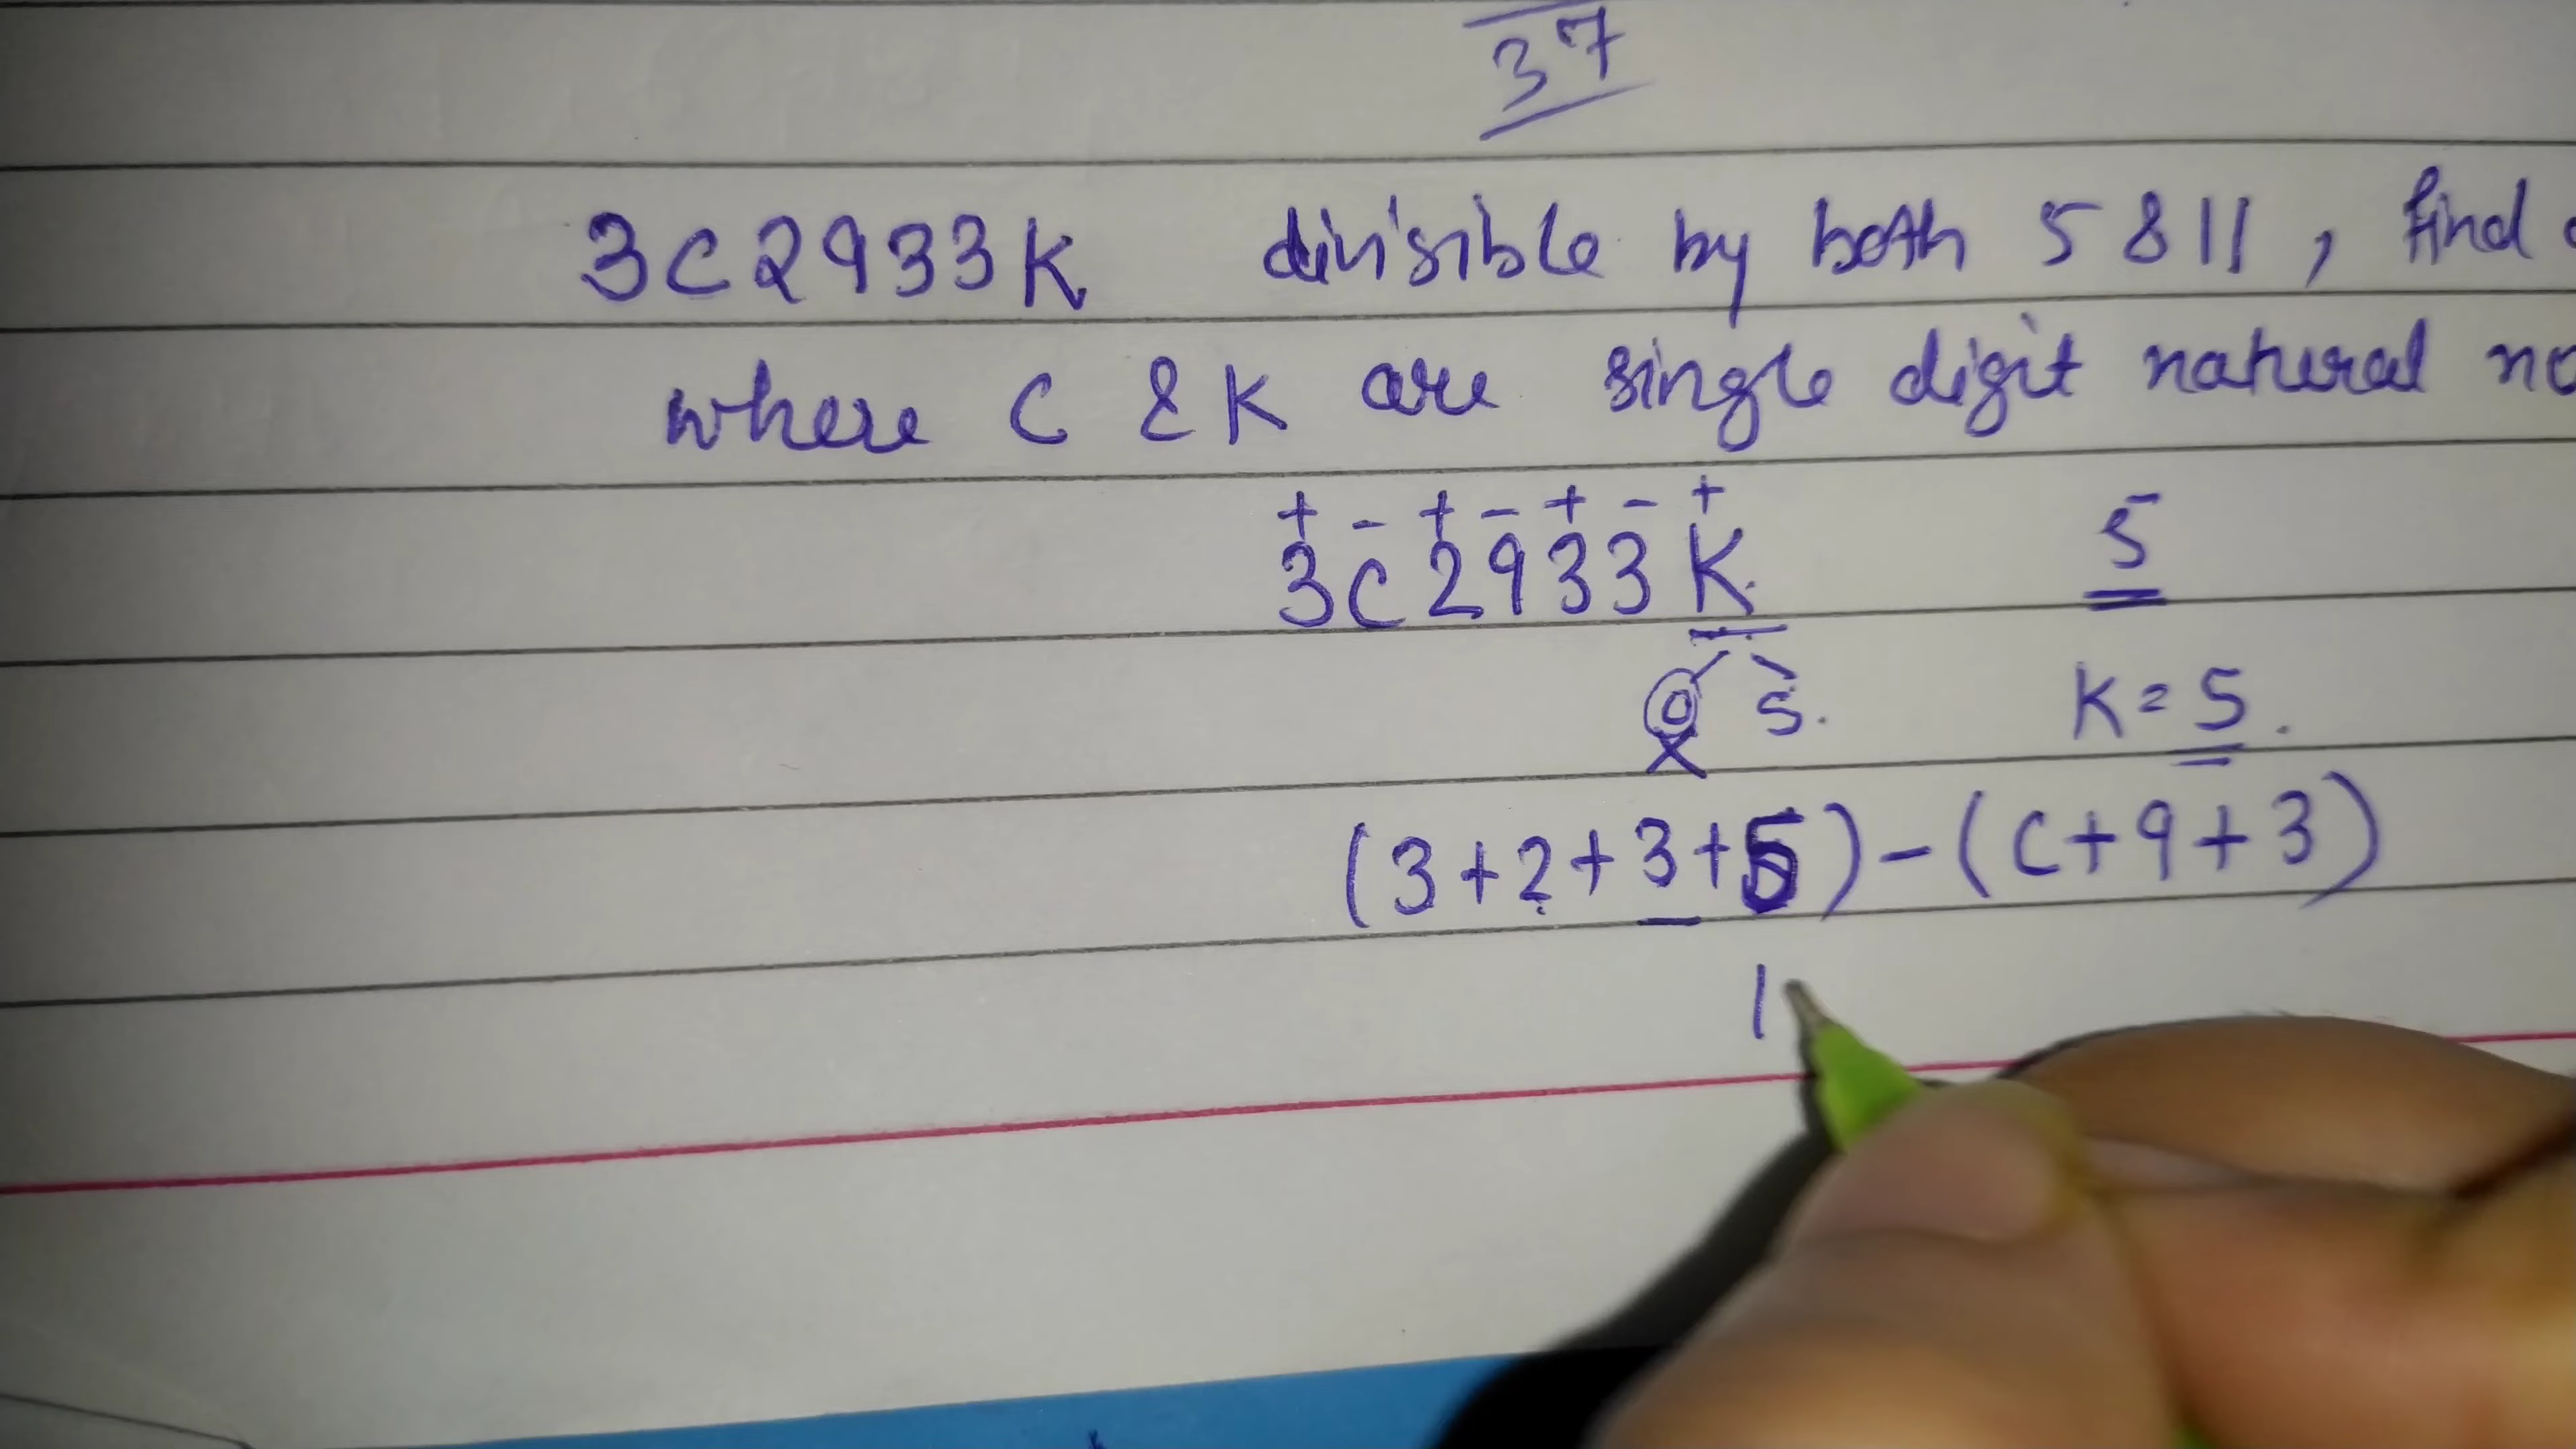 37
3C2933K divisible by both 5 & 11, find
where C & K are single digit natural no
+ - + - + - +
3C2933K 5
0 5. K=5.
X
(3+2+3+5)-(C+9+3)
1